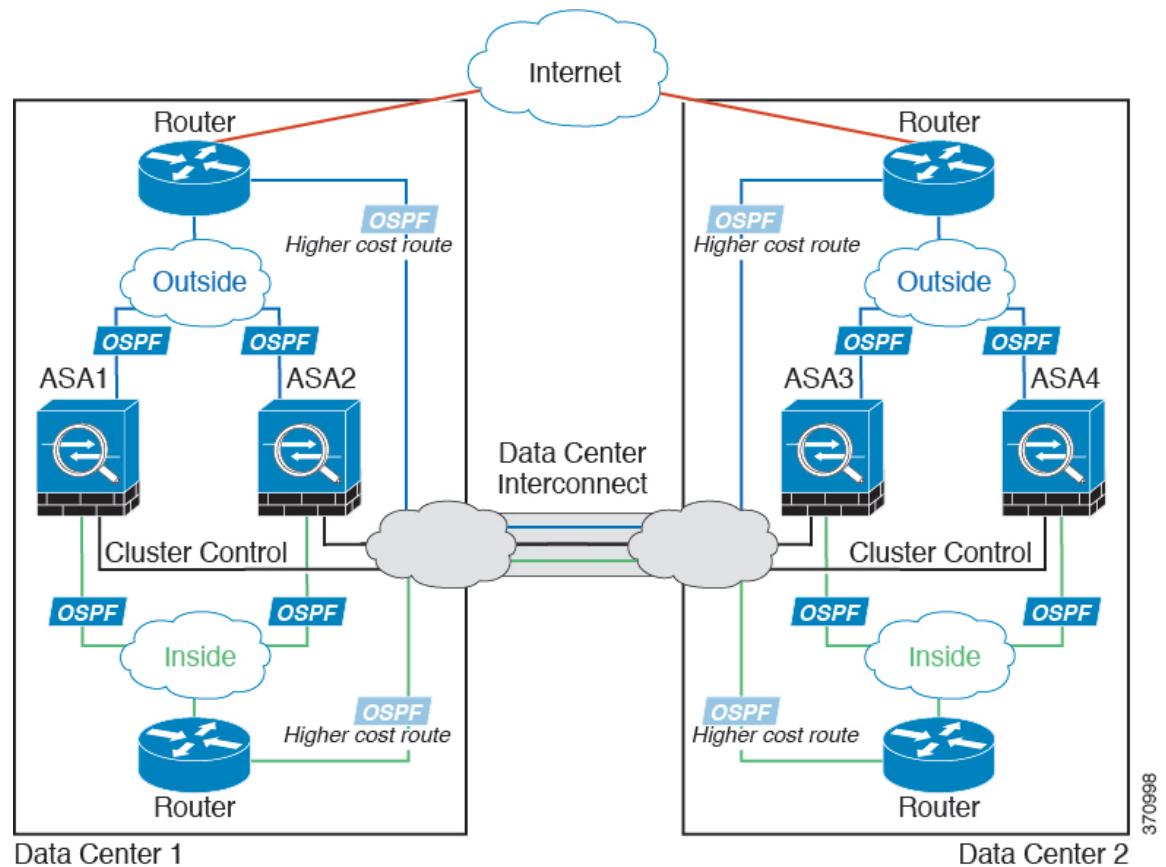 Internet
Router
Router
OSPF
Higher cost route
OSPF
Higher cost route
Outside
Outside
OSPF
OSPF
OSPF
OSPF
ASA1
ASA2
ASA3
ASA4
Data Center
Interconnect
Cluster Control
Cluster Control
OSPF
OSPF
OSPF
OSPF
Inside
Inside
OSPF
Higher cost route
OSPF
Higher cost route
Router
Router
370998
Data Center 1
Data Center 2